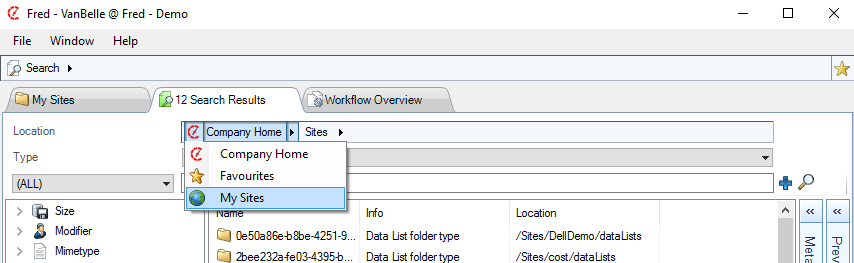 Fred - VanBelle @ Fred - Demo
File Window Help
Search
My Sites 12 Search Results Workflow Overview
Location Company Home Sites
Type
Company Home
Favourites
(ALL)
My Sites
Size Name Info Location
Modifier 0e50a86e-b8be-4251-9... Data List folder type /Sites/DellDemo/dataLists
Mimetype 2bee232a-fe03-4395-b... Data List folder type /Sites/cost/dataLists